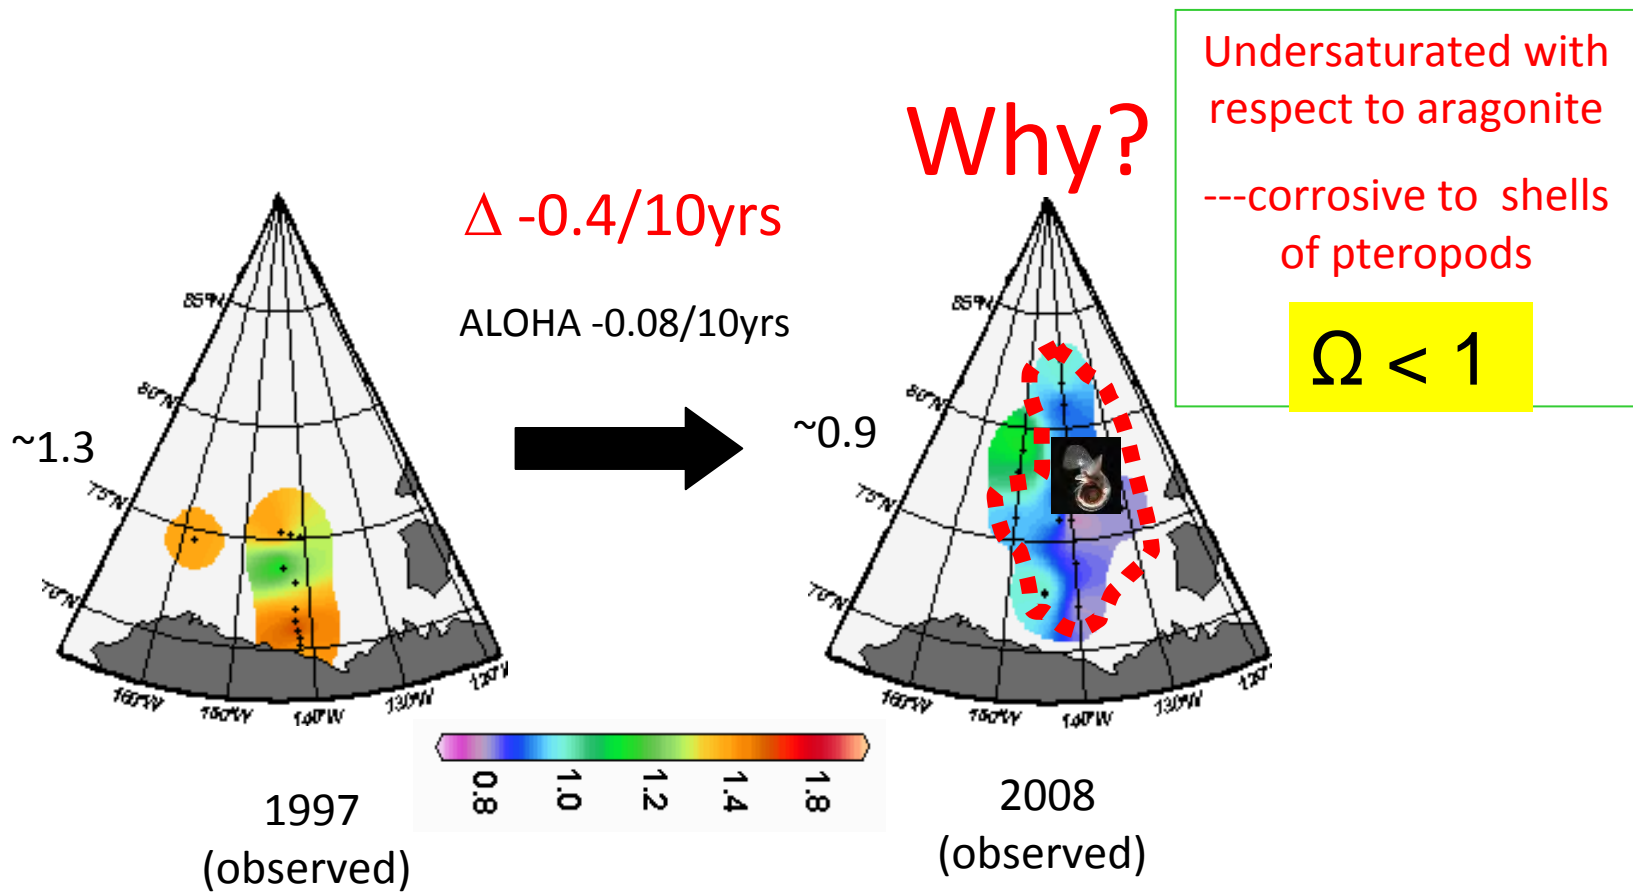 Undersaturated with
respect to aragonite
---corrosive to shells
of pteropods
Ω < 1
Why?
Δ -0.4/10yrs
ALOHA -0.08/10yrs
~1.3
85°N
80°N
75°N
70°N
160°W
150°W
140°W
130°W
120°W
~0.9
85°N
80°N
75°N
70°N
160°W
150°W
140°W
130°W
120°W
0.8
1.0
1.2
1.4
1.8
1997
(observed)
2008
(observed)